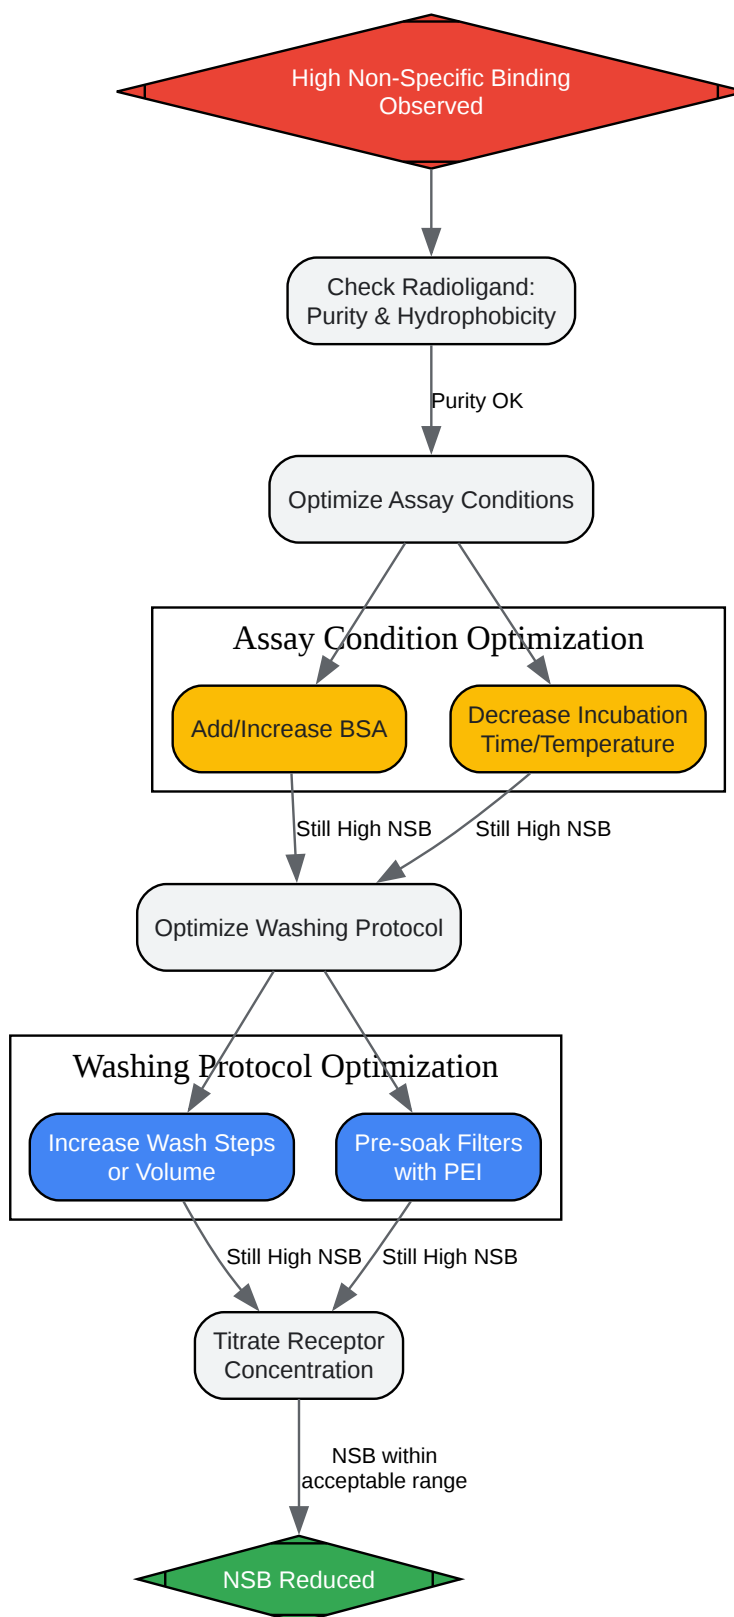 High Non-Specific Binding
Observed
Check Radioligand:
Purity & Hydrophobicity
Purity OK
Optimize Assay Conditions
Assay Condition Optimization
Add/Increase BSA
Decrease Incubation
Time/Temperature
Still High NSB
Still High NSB
Optimize Washing Protocol
Washing Protocol Optimization
Increase Wash Steps
or Volume
Pre-soak Filters
with PEI
Still High NSB
Still High NSB
Titrate Receptor
Concentration
NSB within
acceptable range
NSB Reduced